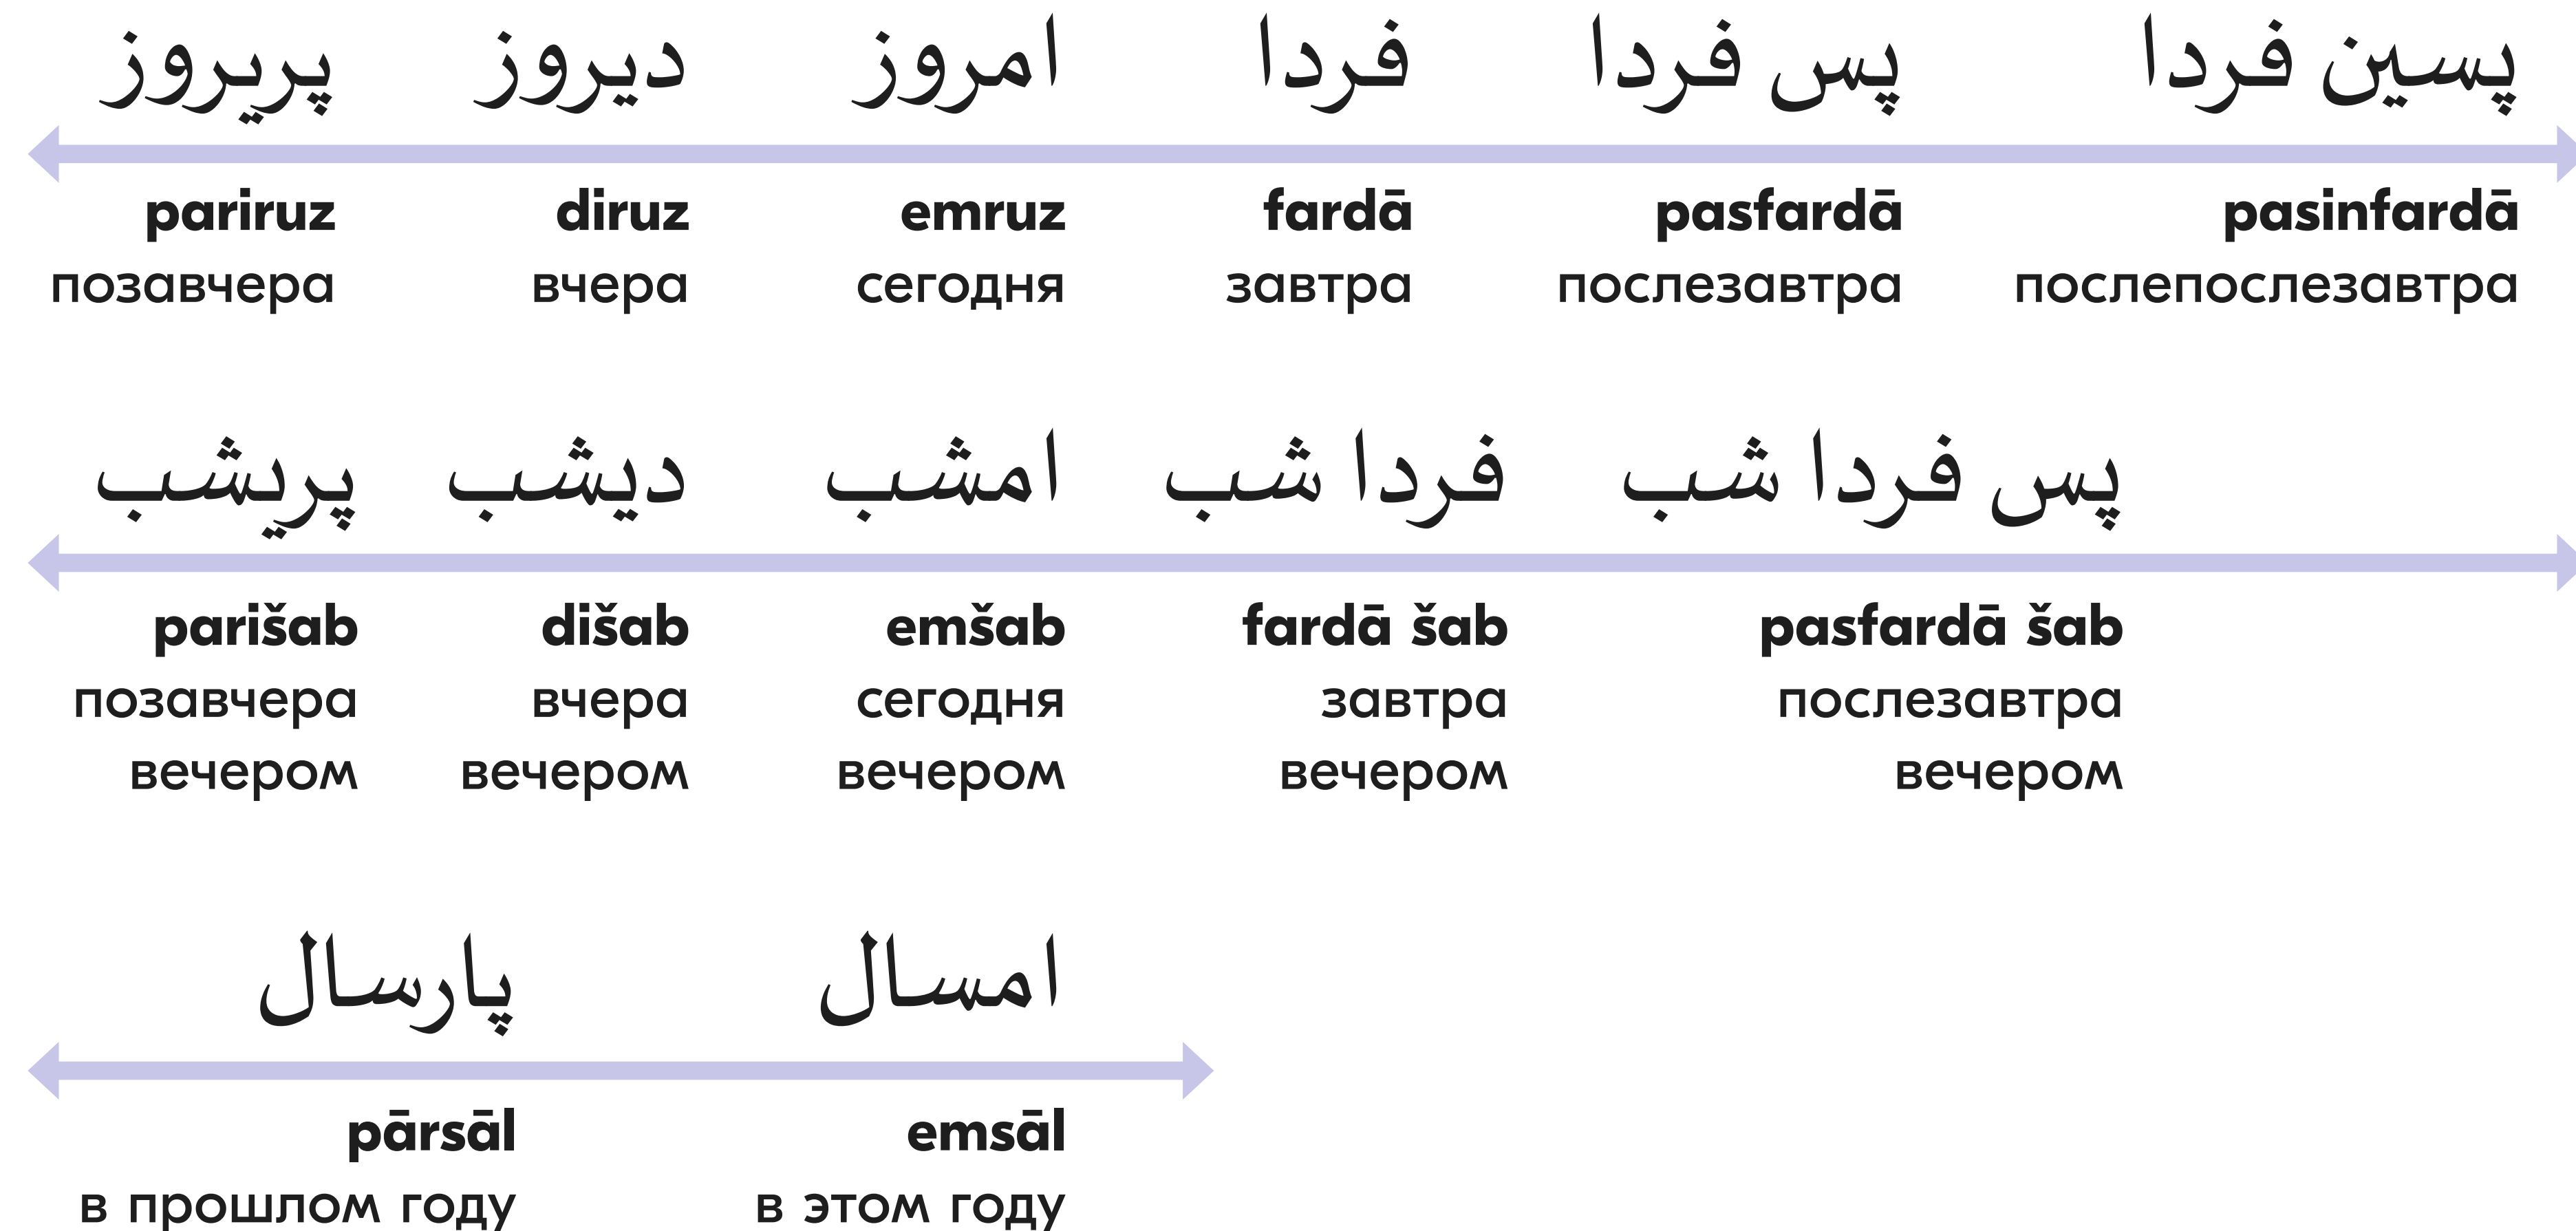 پریروز دیروز امروز فردا پس فردا پسین فردا
pariruz diruz emruz fardā pasfardā pasinfardā
позавчера вчера сегодня завтра послезавтра послепослезавтра
پریشب دیشب امشب فردا شب پس فردا شب
parišab dišab emšab fardā šab pasfardā šab
позавчера вчера сегодня завтра послезавтра
вечером вечером вечером вечером вечером
پارسال امسال
pārsāl emsāl
в прошлом году в этом году